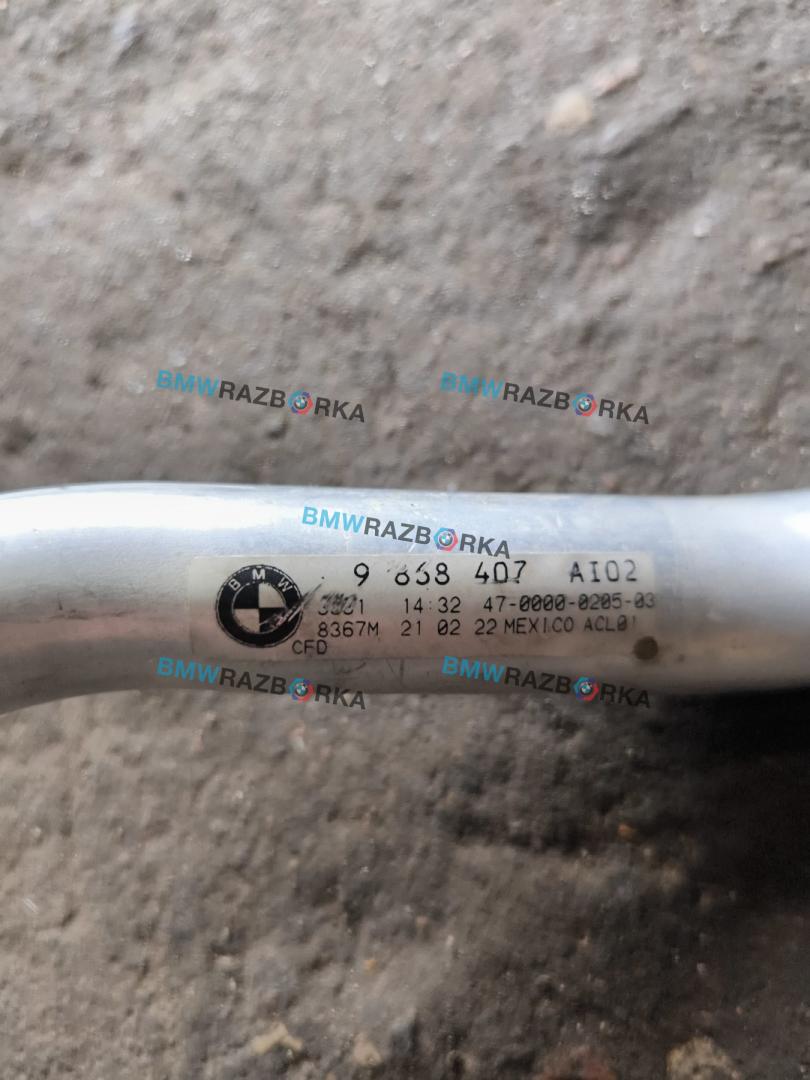 BMWRAZBORKA BMWRAZBORKA
BMWRAZBORKA
9 868 407 AI02
14:32 47-0000-0205-03
8367M 21 02 22 MEXICO ACL01
CFD
BMW
BMWRAZBORKA BMWRAZBORKA